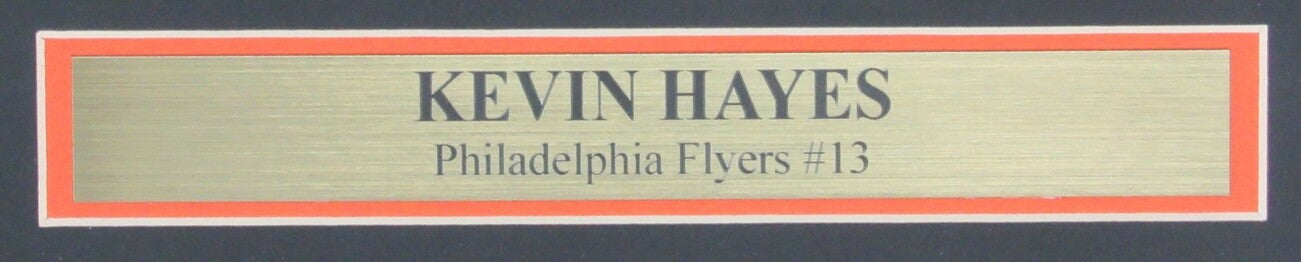 KEVIN HAYES
Philadelphia Flyers #13